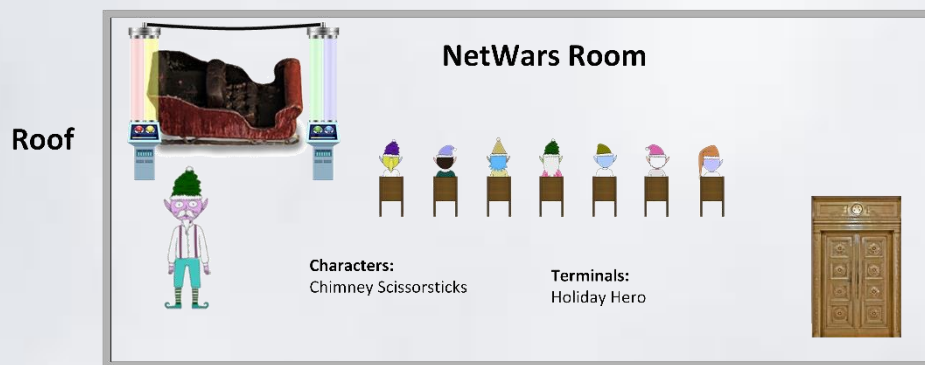 NetWars Room
Roof
Characters:
Chimney Scissorsticks
Terminals:
Holiday Hero